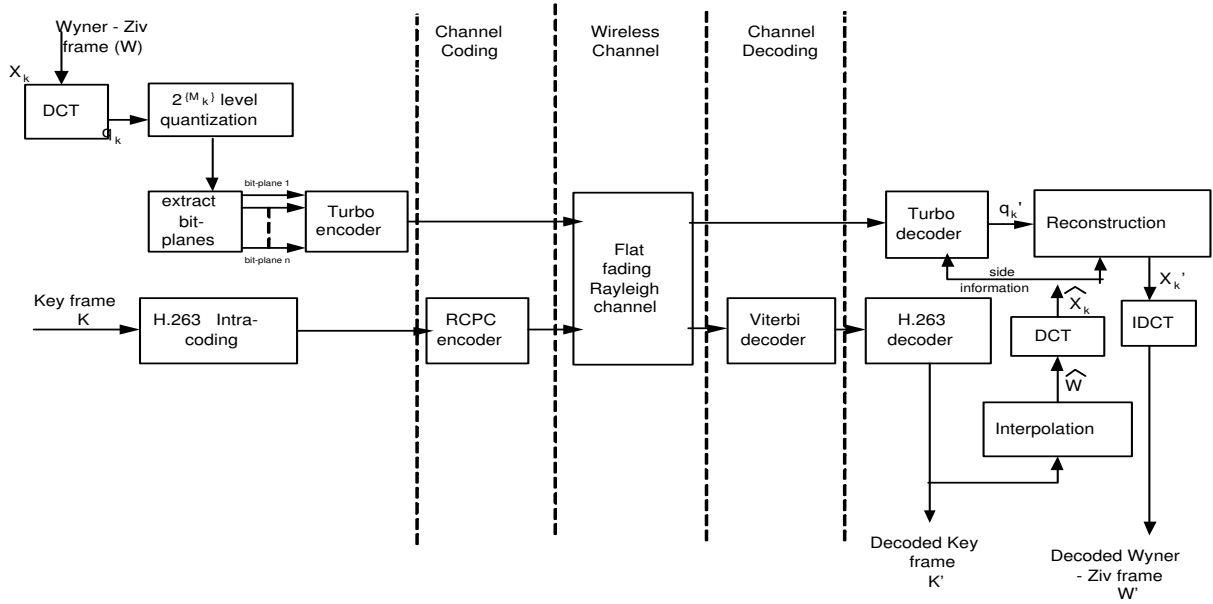 Wyner - Ziv
frame (W)
Channel
Coding
Wireless
Channel
Channel
Decoding
X k
DCT
q k
2 {M k} level
quantization
extract
bit-
planes
bit-plane 1
bit-plane n
Turbo
encoder
Flat
fading
Rayleigh
channel
Turbo
decoder
q k '
Reconstruction
side
information
X̂ k
X k '
Key frame
K
H.263 Intra-
coding
RCPC
encoder
Viterbi
decoder
H.263
decoder
DCT
IDCT
Ŵ
Interpolation
Decoded Key
frame
K'
Decoded Wyner
- Ziv frame
W'